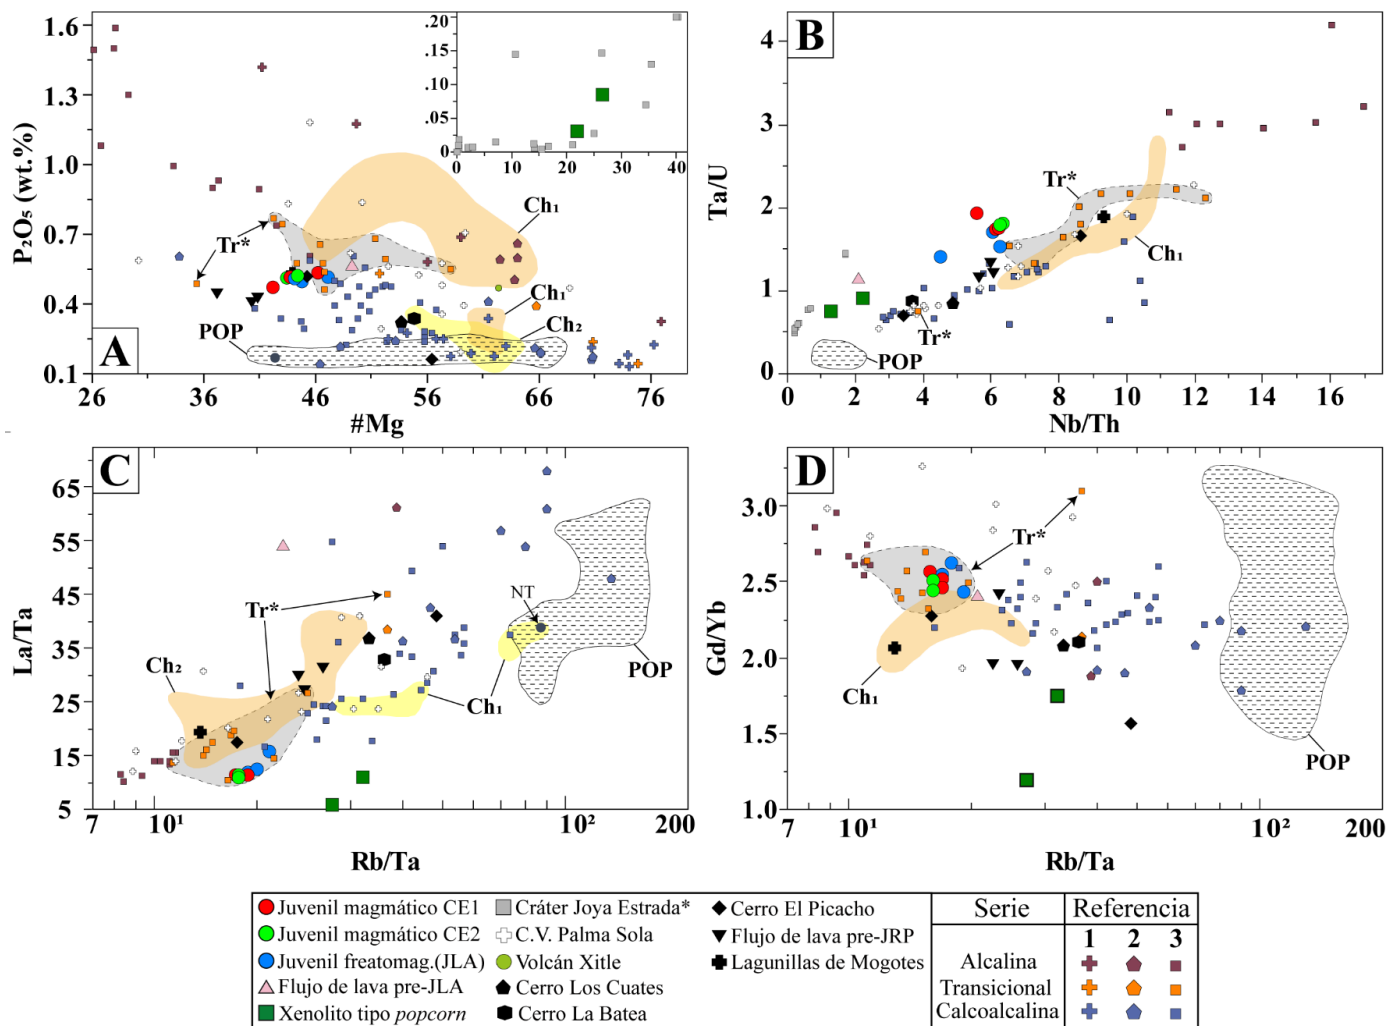 1.6
1.3
1.0
0.7
0.4
0.1
P₂O₅ (wt.%)
26
36
46
56
66
76
#Mg
A
.20
.15
.10
.05
0
0
10
20
30
40
Tr*
Ch₁
Ch₁
Ch₂
POP
B
4
3
2
1
0
Ta/U
0
2
4
6
8
10
12
14
16
Nb/Th
Tr*
Ch₁
Tr*
POP
C
65
55
45
35
25
15
5
La/Ta
7
10¹
10²
200
Rb/Ta
Tr*
Ch₂
NT
Ch₁
POP
D
3.0
2.5
2.0
1.5
1.0
Gd/Yb
7
10¹
10²
200
Rb/Ta
Tr*
Ch₁
POP
Juvenil magmático CE1
Juvenil magmático CE2
Juvenil freatomag.(JLA)
Flujo de lava pre-JLA
Xenolito tipo popcorn
Cráter Joya Estrada*
C.V. Palma Sola
Volcán Xitle
Cerro Los Cuates
Cerro La Batea
Cerro El Picacho
Flujo de lava pre-JRP
Lagunillas de Mogotes
Serie
Referencia
1 2 3
Alcalina
Transicional
Calcoalcalina